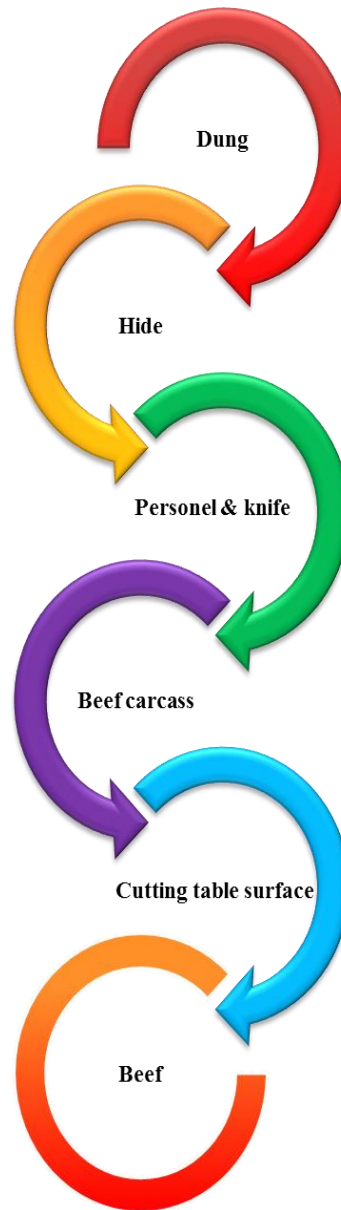 Dung
Hide
Personel & knife
Beef carcass
Cutting table surface
Beef